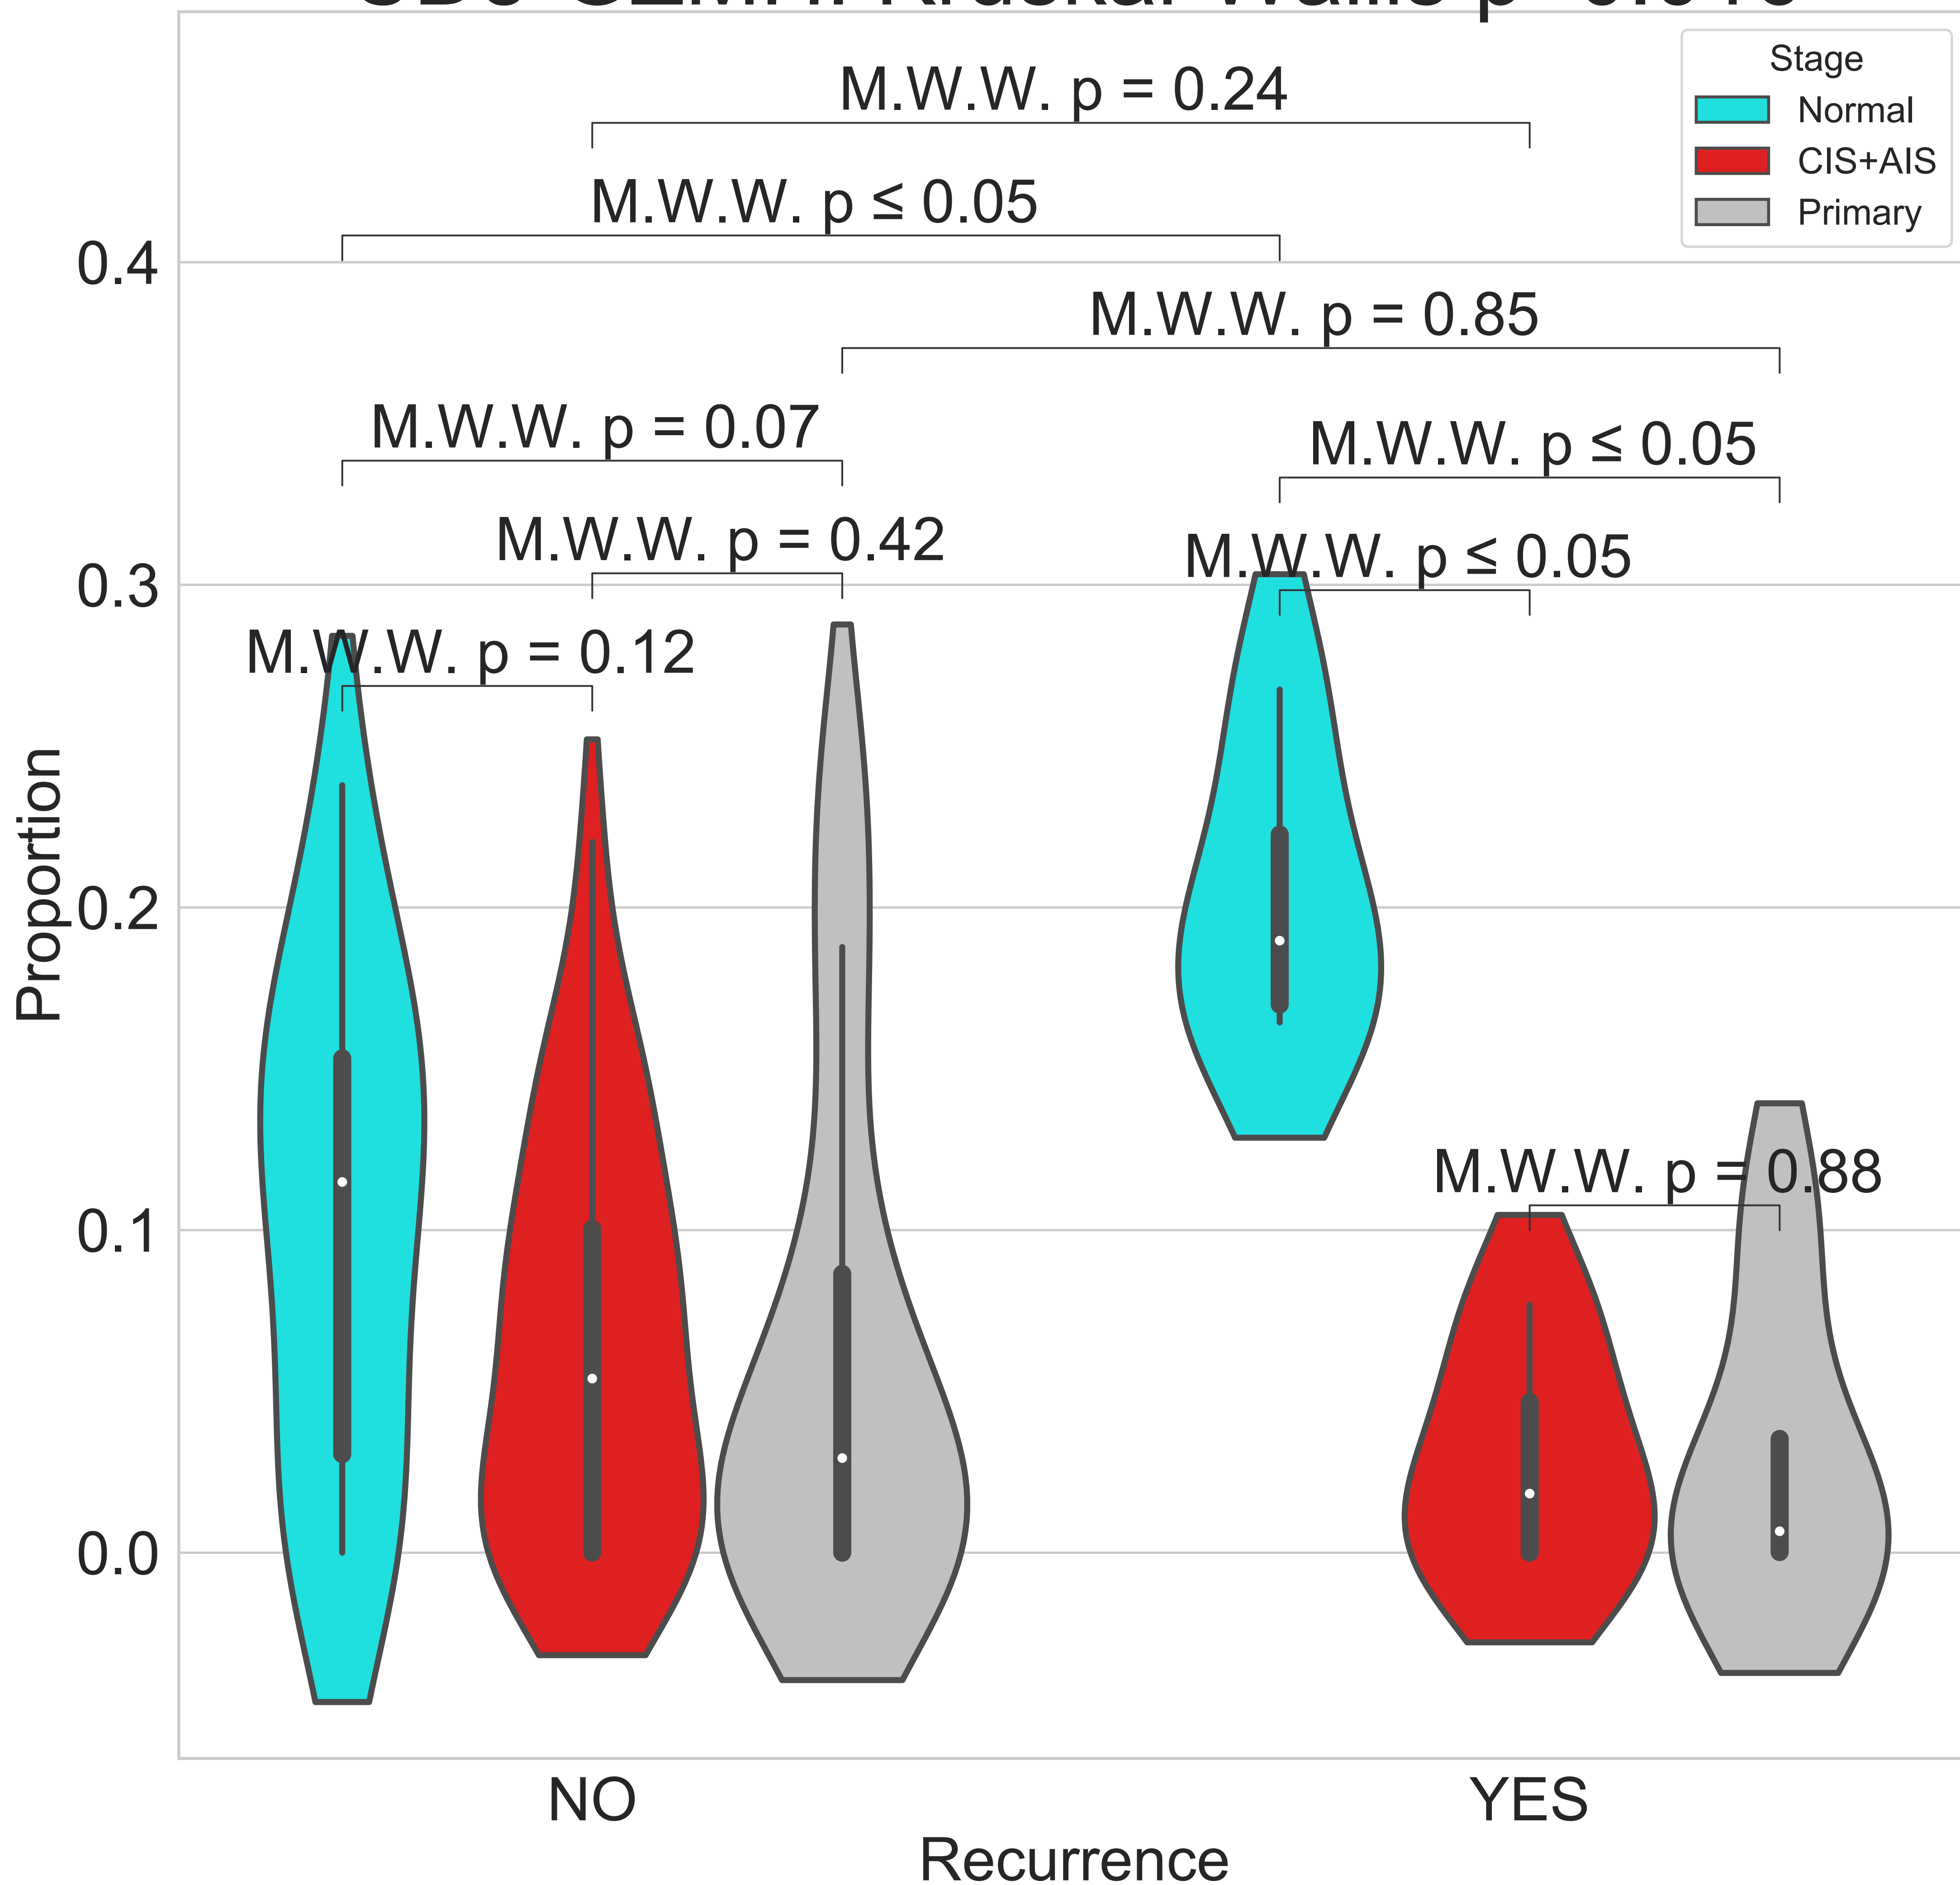 Stage
Normal
CIS+AIS
Primary
M.W.W. p = 0.24
M.W.W. p ≤ 0.05
M.W.W. p = 0.85
M.W.W. p = 0.07
M.W.W. p ≤ 0.05
M.W.W. p = 0.42
M.W.W. p ≤ 0.05
M.W.W. p = 0.12
M.W.W. p = 0.88
0.4
0.3
0.2
0.1
0.0
Proportion
NO
YES
Recurrence